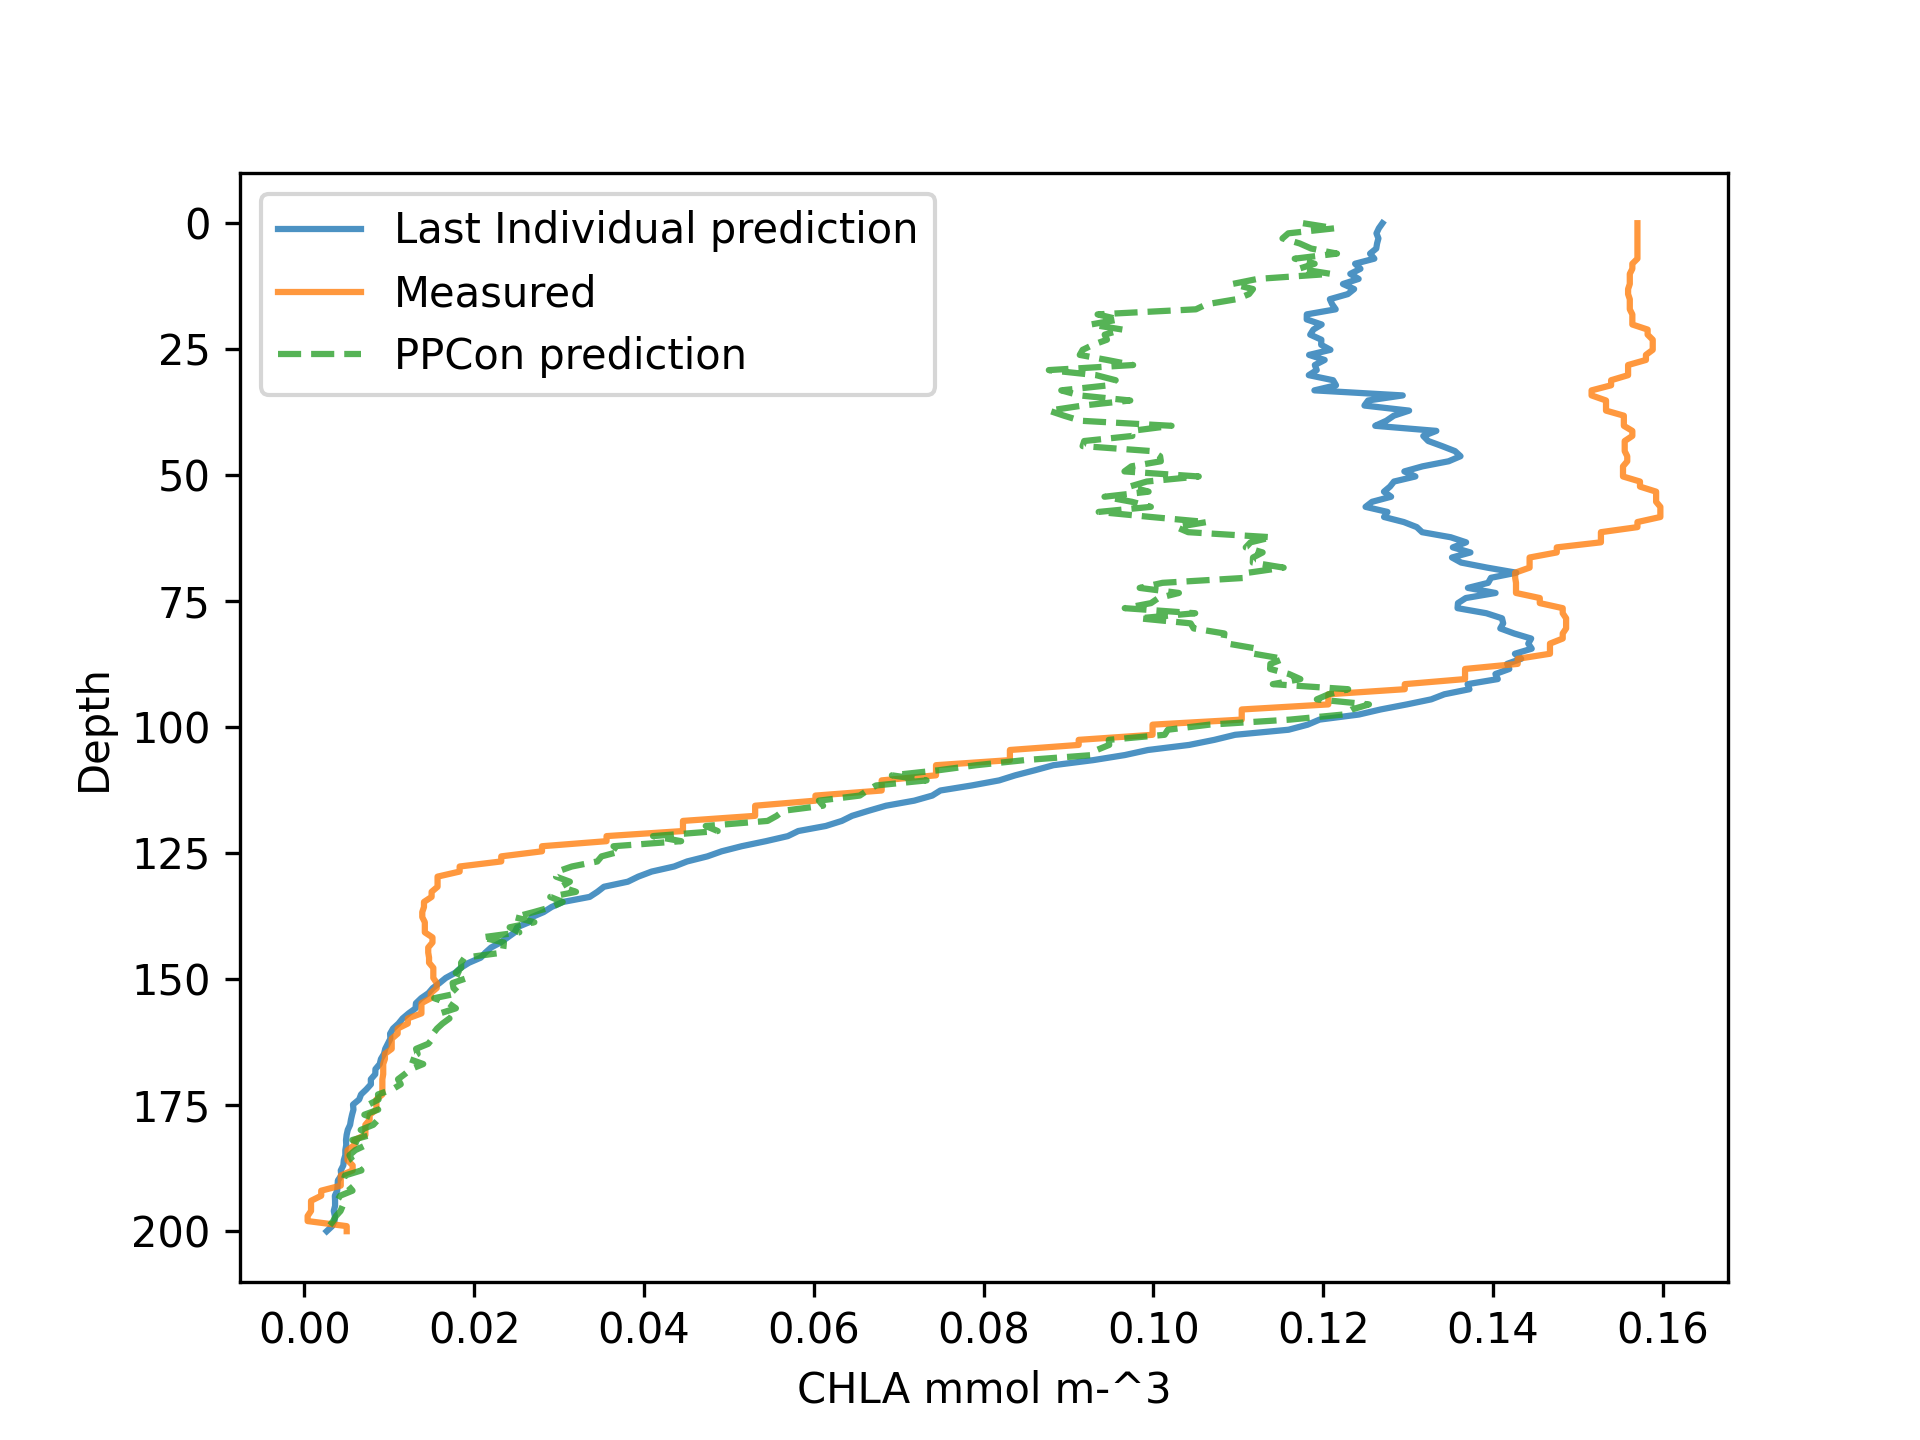 Last Individual prediction
Measured
PPCon prediction
0
25
50
75
100
125
150
175
200
Depth
0.00 0.02 0.04 0.06 0.08 0.10 0.12 0.14 0.16
CHLA mmol m-^3